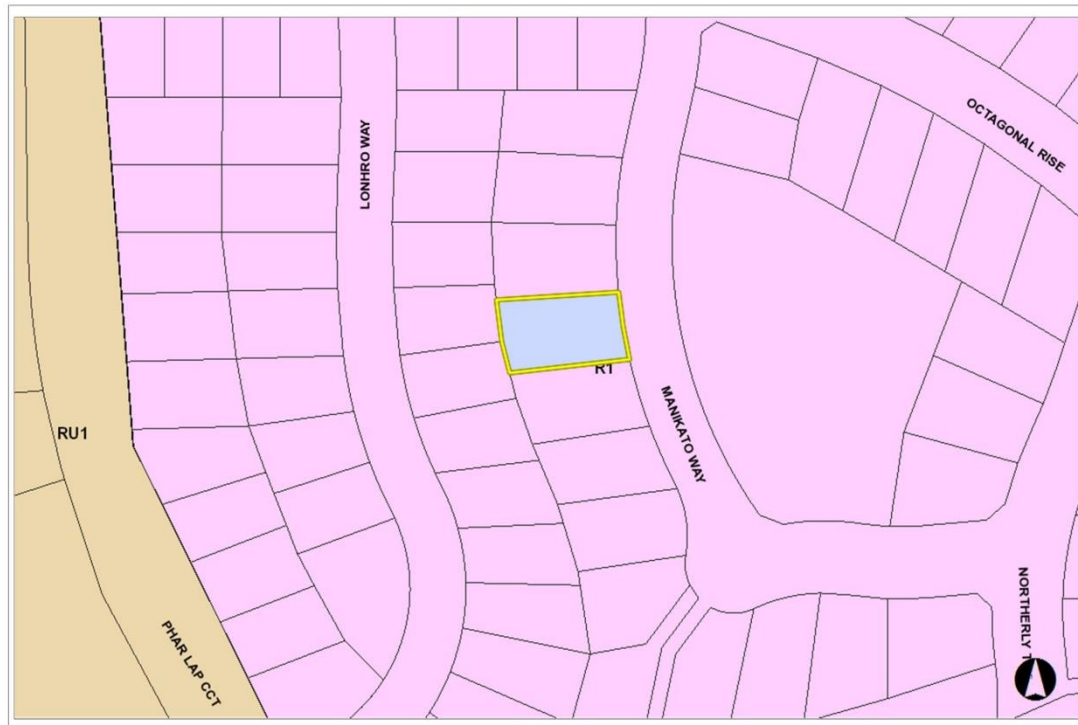 OCTAGONAL RISE
LONHRO WAY
R1
MANIKATO WAY
RU1
NORTHERLY T
PHAR LAP CCT